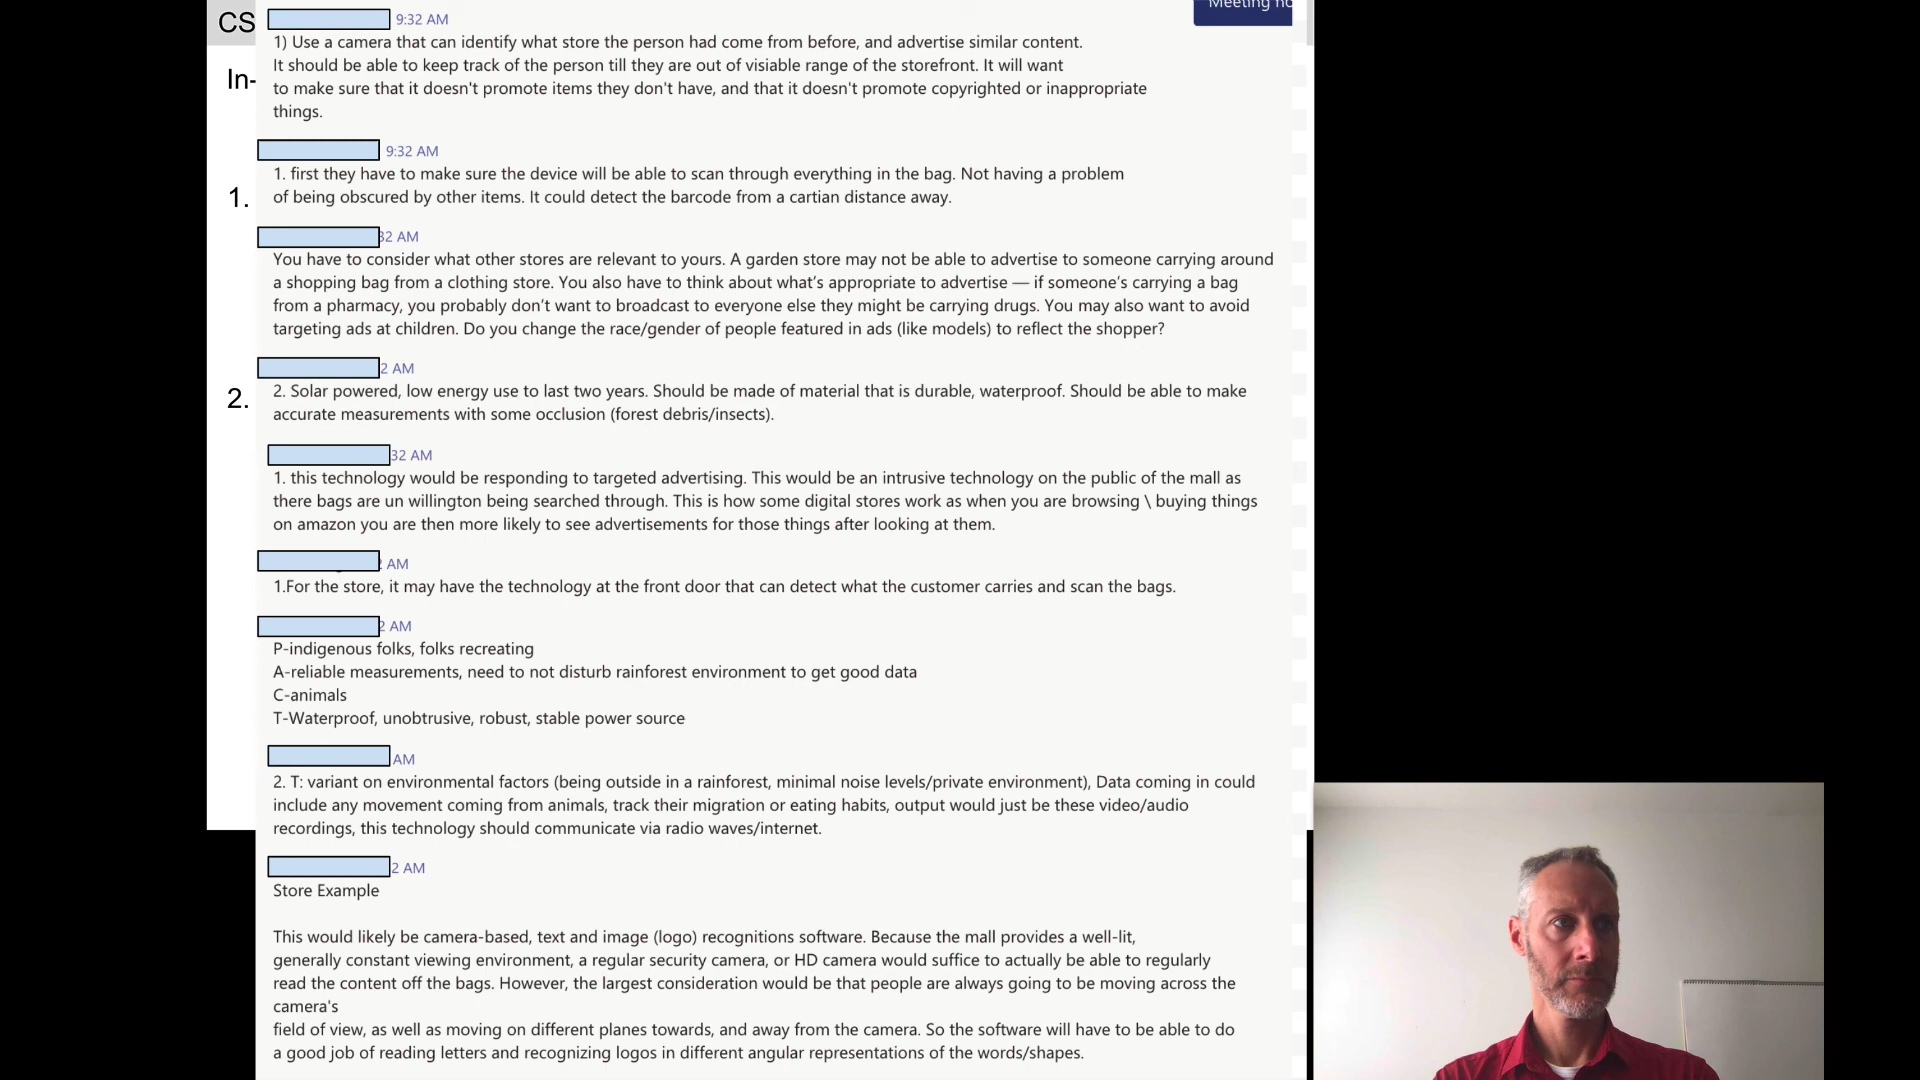 CS
Meeting no
In-
9:32 AM
1) Use a camera that can identify what store the person had come from before, and advertise similar content.
It should be able to keep track of the person till they are out of visiable range of the storefront. It will want
to make sure that it doesn't promote items they don't have, and that it doesn't promote copyrighted or inappropriate
things.
9:32 AM
1. first they have to make sure the device will be able to scan through everything in the bag. Not having a problem
of being obscured by other items. It could detect the barcode from a cartian distance away.
1.
32 AM
You have to consider what other stores are relevant to yours. A garden store may not be able to advertise to someone carrying around
a shopping bag from a clothing store. You also have to think about what's appropriate to advertise — if someone's carrying a bag
from a pharmacy, you probably don't want to broadcast to everyone else they might be carrying drugs. You may also want to avoid
targeting ads at children. Do you change the race/gender of people featured in ads (like models) to reflect the shopper?
2 AM
2. Solar powered, low energy use to last two years. Should be made of material that is durable, waterproof. Should be able to make
accurate measurements with some occlusion (forest debris/insects).
2.
32 AM
1. this technology would be responding to targeted advertising. This would be an intrusive technology on the public of the mall as
there bags are un willington being searched through. This is how some digital stores work as when you are browsing \ buying things
on amazon you are then more likely to see advertisements for those things after looking at them.
AM
1.For the store, it may have the technology at the front door that can detect what the customer carries and scan the bags.
2 AM
P-indigenous folks, folks recreating
A-reliable measurements, need to not disturb rainforest environment to get good data
C-animals
T-Waterproof, unobtrusive, robust, stable power source
AM
2. T: variant on environmental factors (being outside in a rainforest, minimal noise levels/private environment), Data coming in could
include any movement coming from animals, track their migration or eating habits, output would just be these video/audio
recordings, this technology should communicate via radio waves/internet.
2 AM
Store Example
This would likely be camera-based, text and image (logo) recognitions software. Because the mall provides a well-lit,
generally constant viewing environment, a regular security camera, or HD camera would suffice to actually be able to regularly
read the content off the bags. However, the largest consideration would be that people are always going to be moving across the
camera's
field of view, as well as moving on different planes towards, and away from the camera. So the software will have to be able to do
a good job of reading letters and recognizing logos in different angular representations of the words/shapes.